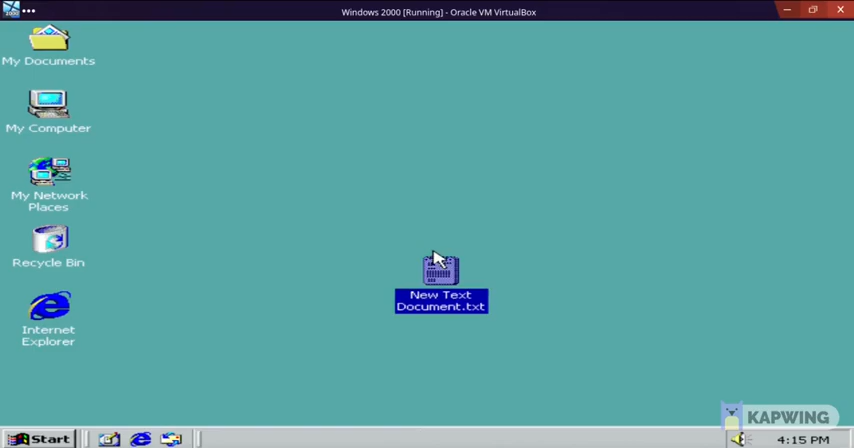 Windows 2000 [Running] - Oracle VM VirtualBox
My Documents
My Computer
My Network
Places
Recycle Bin
Internet
Explorer
New Text
Document.txt
KAPWING
Start
4:15 PM